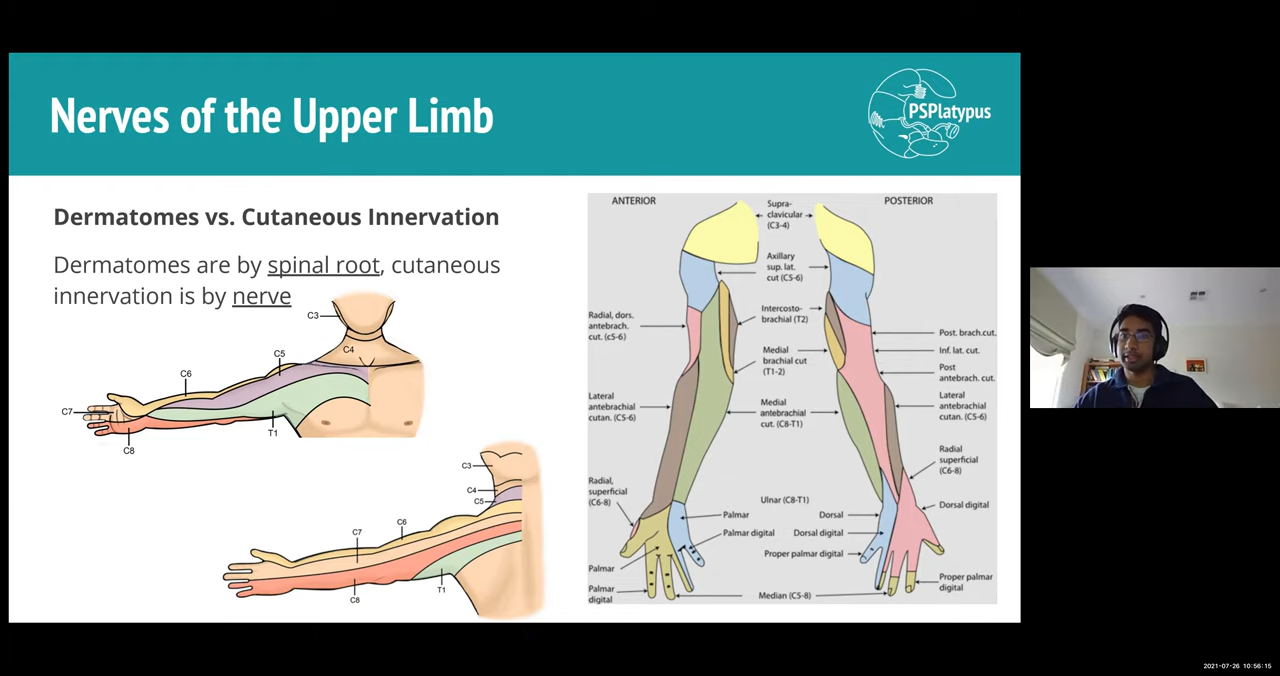 Nerves of the Upper Limb
PSPlatypus
Dermatomes vs. Cutaneous Innervation
Dermatomes are by spinal root, cutaneous
innervation is by nerve
C3
C4
C5
C6
C7
T1
C8
C3
C4
C5
C6
C7
C8
T1
ANTERIOR
POSTERIOR
Supra-
clavicular
(C3-4)
Axillary
sup. lat.
cut (C5-6)
Intercosto-
brachial (T2)
Medial
brachial cut
(T1-2)
Medial
antebrachial
cut. (C8-T1)
Radial, dors.
antebrach.
cut. (c5-6)
Lateral
antebrachial
cutan. (C5-6)
Radial,
superficial
(C6-8)
Palmar
Palmar
digital
Ulnar (C8-T1)
Palmar
Dorsal
Palmar digital
Dorsal digital
Proper palmar digital
Median (C5-8)
Post. brach.cut.
Inf. lat. cut.
Post
antebrach. cut.
Lateral
antebrachial
cutan. (C5-6)
Radial
superficial
(C6-8)
Dorsal digital
Proper palmar
digital
2021-07-26 10:56:15